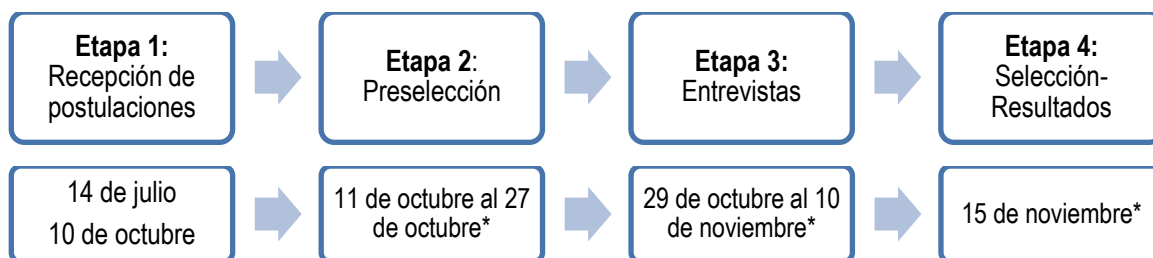 Etapa 1:
Recepción de
postulaciones
Etapa 2:
Preselección
Etapa 3:
Entrevistas
Etapa 4:
Selección-
Resultados
14 de julio
10 de octubre
11 de octubre al 27
de octubre*
29 de octubre al 10
de noviembre*
15 de noviembre*